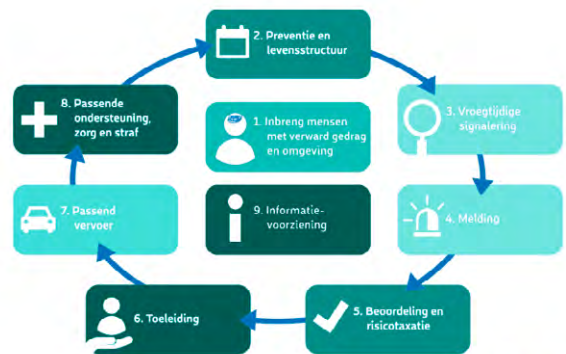 2. Preventie en
levensstructuur
8. Passende
ondersteuning,
zorg en straf
1. Inbreng mensen
met verward gedrag
en omgeving
3. Vroegtijdige
signalering
7. Passend
vervoer
9. Informatie-
voorziening
4. Melding
6. Toeleiding
5. Beoordeling en
risicotaxatie